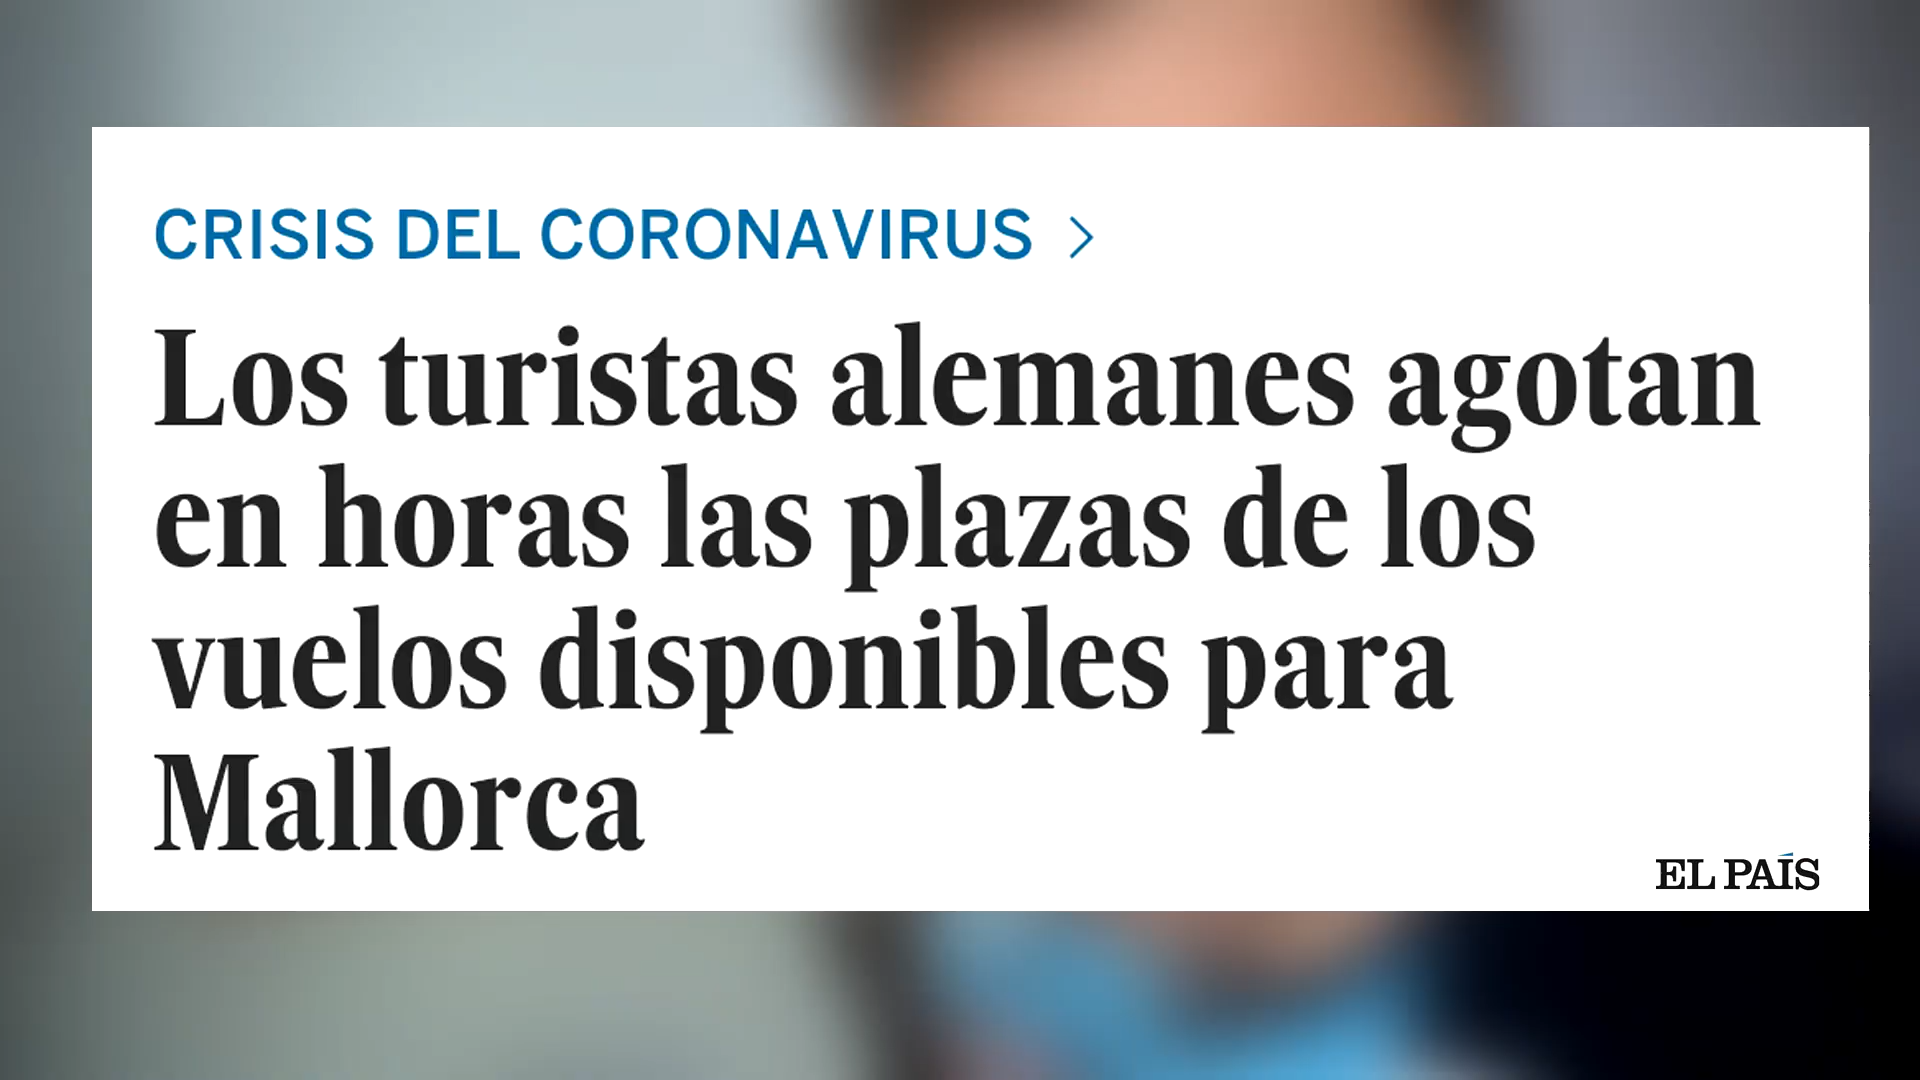 CRISIS DEL CORONAVIRUS >
Los turistas alemanes agotan
en horas las plazas de los
vuelos disponibles para
Mallorca
EL PAÍS